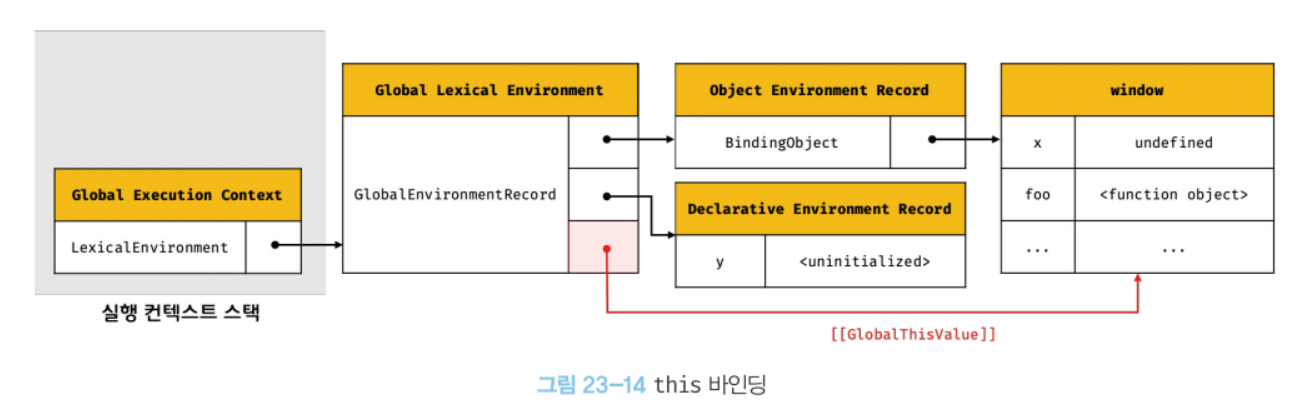 Global Lexical Environment
Object Environment Record
window
BindingObject
x
undefined
Global Execution Context
GlobalEnvironmentRecord
foo
<function object>
Declarative Environment Record
LexicalEnvironment
y
<uninitialized>
...
...
실행 컨텍스트 스택
[[GlobalThisValue]]
그림 23-14 this 바인딩